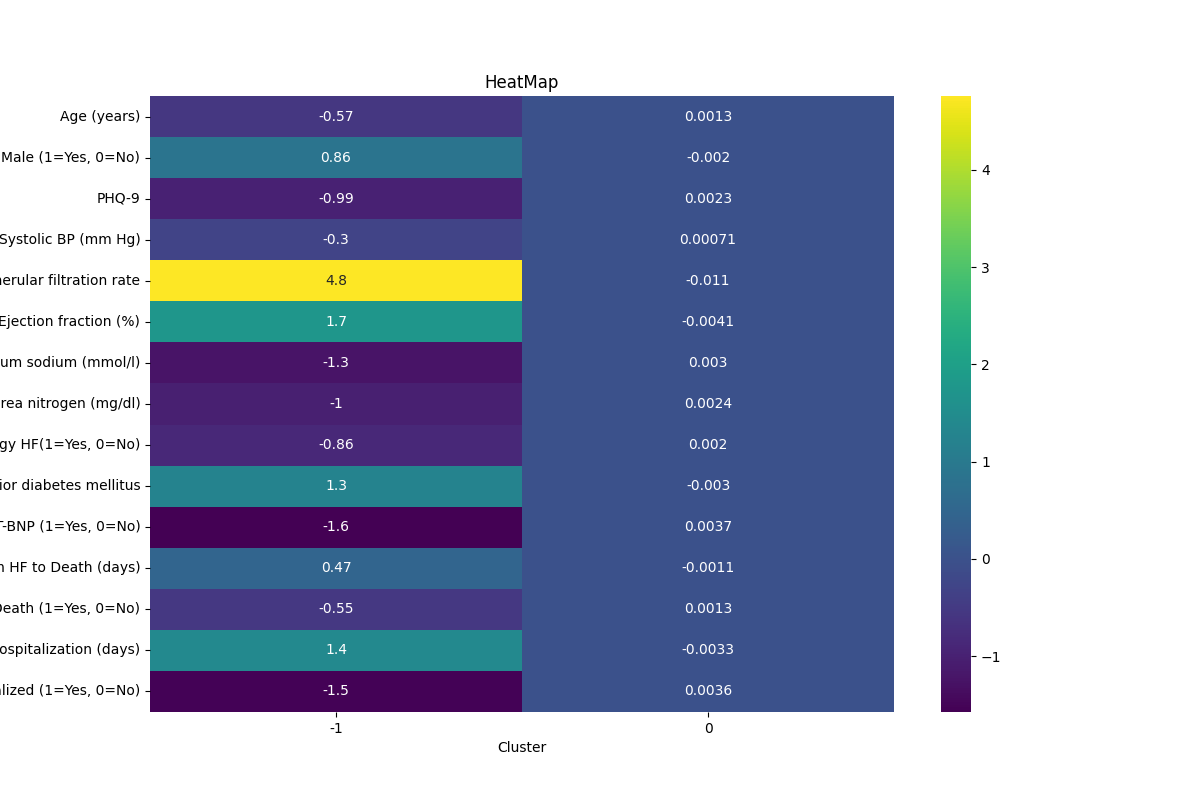 HeatMap
Age (years) -0.57 0.0013
Male (1=Yes, 0=No) 0.86 -0.002
PHQ-9 -0.99 0.0023
Systolic BP (mm Hg) -0.3 0.00071
erular filtration rate 4.8 -0.011
Ejection fraction (%) 1.7 -0.0041
um sodium (mmol/l) -1.3 0.003
rea nitrogen (mg/dl) -1 0.0024
gy HF(1=Yes, 0=No) -0.86 0.002
ior diabetes mellitus 1.3 -0.003
T-BNP (1=Yes, 0=No) -1.6 0.0037
HF to Death (days) 0.47 -0.0011
Death (1=Yes, 0=No) -0.55 0.0013
ospitalization (days) 1.4 -0.0033
lized (1=Yes, 0=No) -1.5 0.0036
-1 0
Cluster
4
3
2
1
0
−1